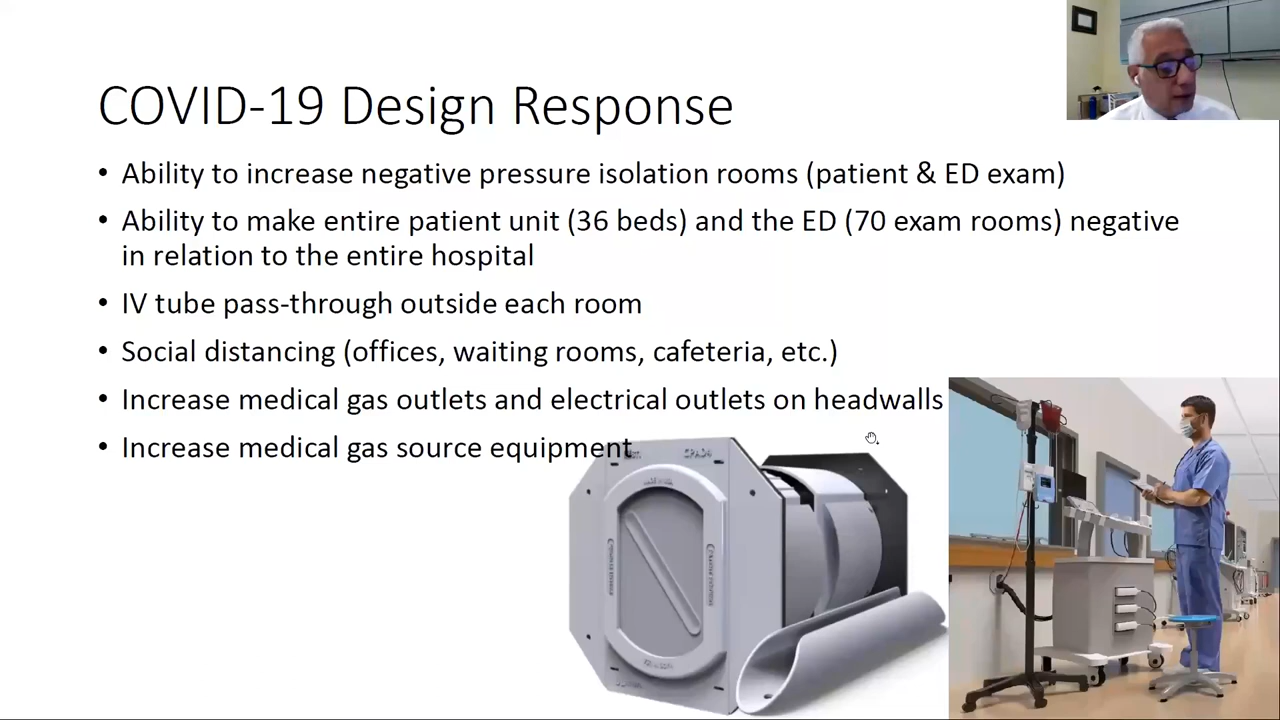 COVID-19 Design Response
• Ability to increase negative pressure isolation rooms (patient & ED exam)
• Ability to make entire patient unit (36 beds) and the ED (70 exam rooms) negative
in relation to the entire hospital
• IV tube pass-through outside each room
• Social distancing (offices, waiting rooms, cafeteria, etc.)
• Increase medical gas outlets and electrical outlets on headwalls
• Increase medical gas source equipment